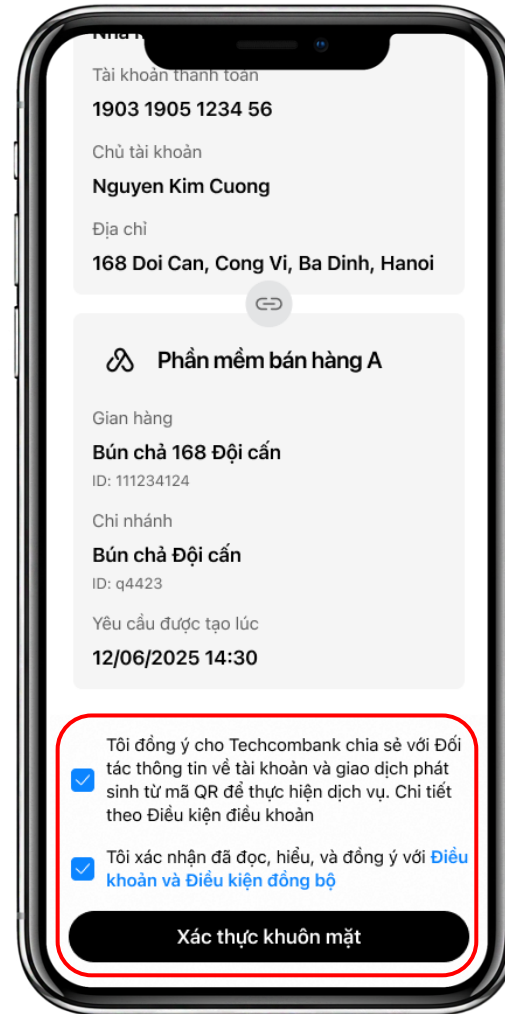 Tài khoản thanh toán
1903 1905 1234 56
Chủ tài khoản
Nguyen Kim Cuong
Địa chỉ
168 Doi Can, Cong Vi, Ba Dinh, Hanoi
Phần mềm bán hàng A
Gian hàng
Bún chả 168 Đội cấn
ID: 111234124
Chi nhánh
Bún chả Đội cấn
ID: q4423
Yêu cầu được tạo lúc
12/06/2025 14:30
Tôi đồng ý cho Techcombank chia sẻ với Đối
tác thông tin về tài khoản và giao dịch phát
sinh từ mã QR để thực hiện dịch vụ. Chi tiết
theo Điều kiện điều khoản
Tôi xác nhận đã đọc, hiểu, và đồng ý với Điều
khoản và Điều kiện đồng bộ
Xác thực khuôn mặt